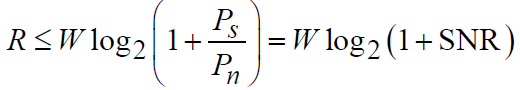 R ≤ W log₂ (1 + Pₛ/Pₙ) = W log₂ (1 + SNR)